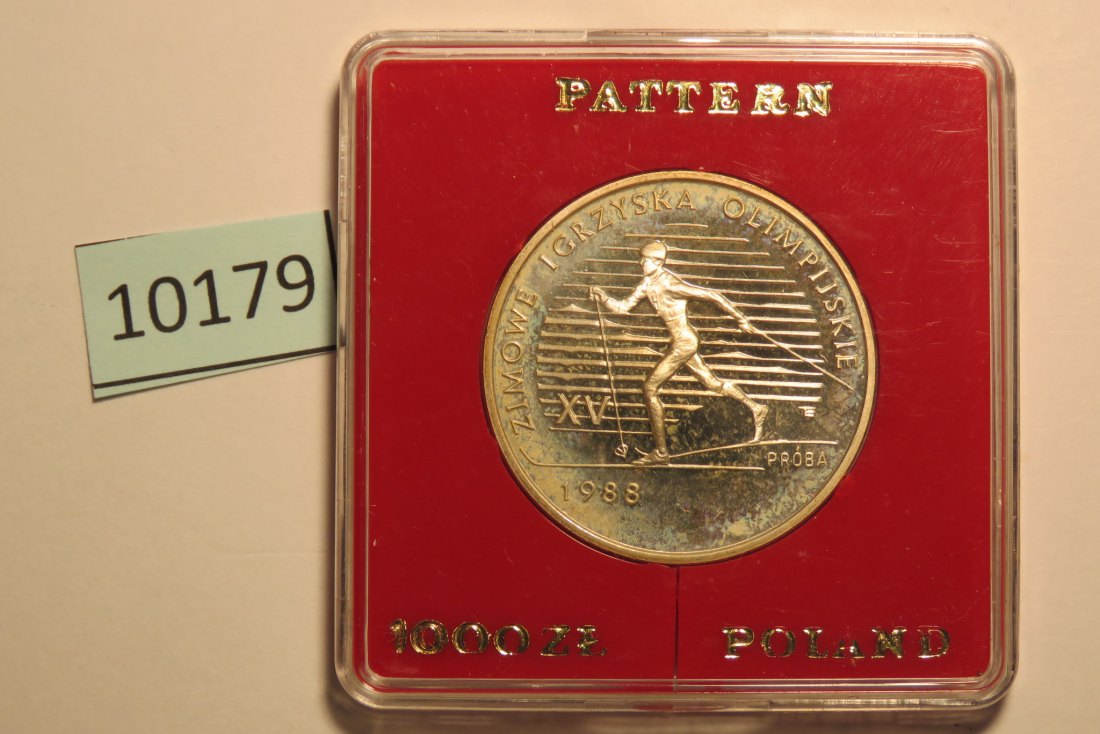 PATTERN
10179
ZIMOWE IGRZYSKA OLIMPIJSKIE
XV
PRÓBA
1988
1000 ZŁ
POLAND